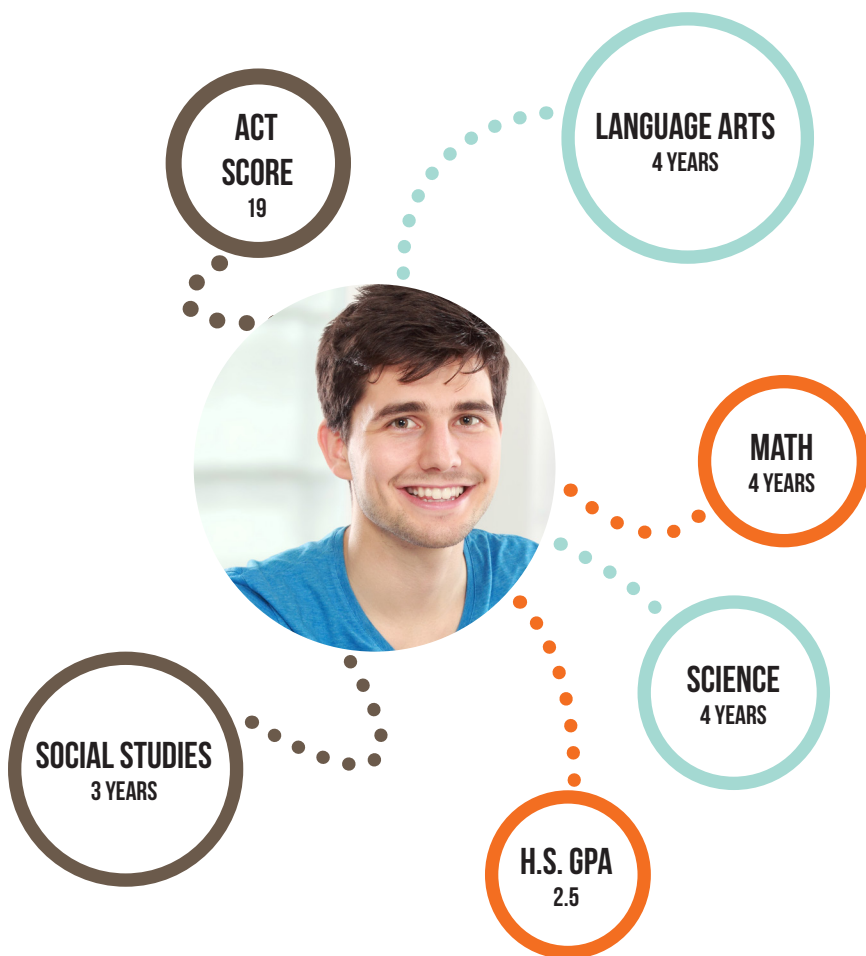 ACT
SCORE
19
LANGUAGE ARTS
4 YEARS
MATH
4 YEARS
SCIENCE
4 YEARS
SOCIAL STUDIES
3 YEARS
H.S. GPA
2.5